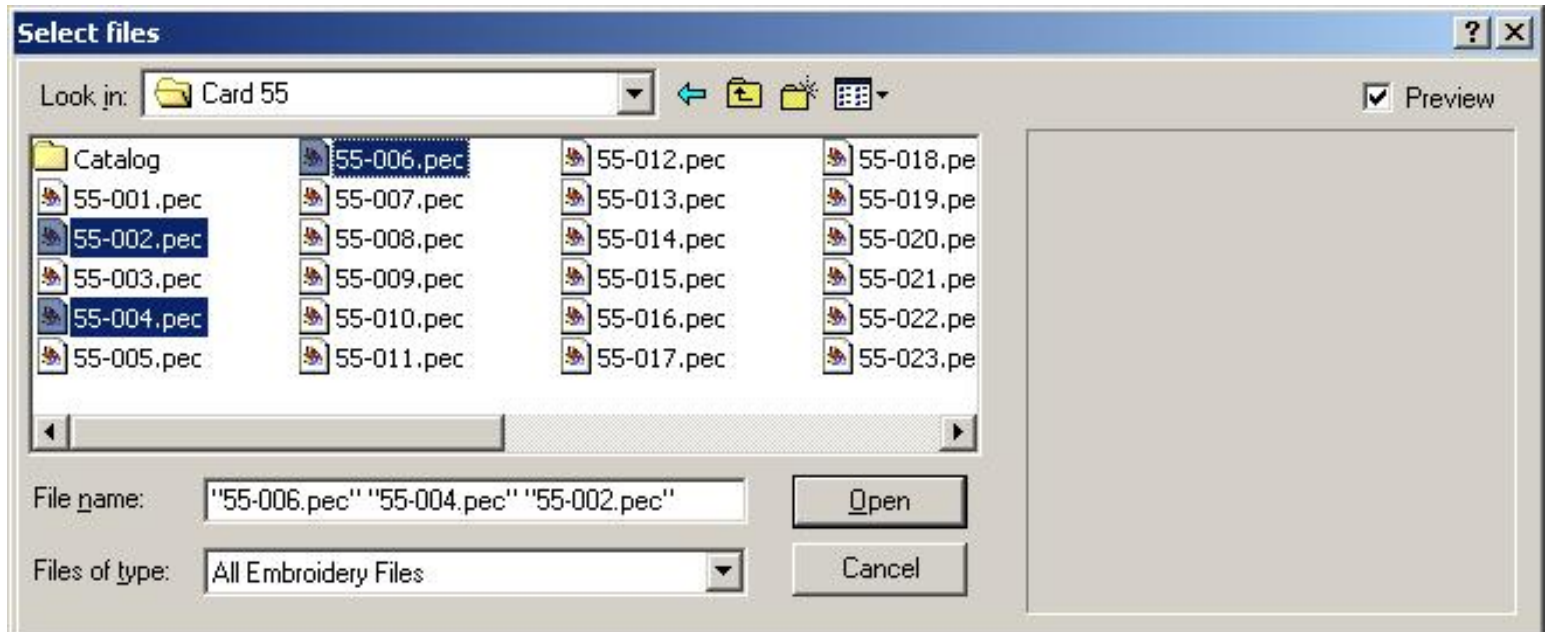 Select files
Look in: Card 55 Preview
Catalog 55-006.pec 55-012.pec 55-018.pe
55-001.pec 55-007.pec 55-013.pec 55-019.pe
55-002.pec 55-008.pec 55-014.pec 55-020.pe
55-003.pec 55-009.pec 55-015.pec 55-021.pe
55-004.pec 55-010.pec 55-016.pec 55-022.pe
55-005.pec 55-011.pec 55-017.pec 55-023.pe
File name: "55-006.pec" "55-004.pec" "55-002.pec" Open
Files of type: All Embroidery Files Cancel